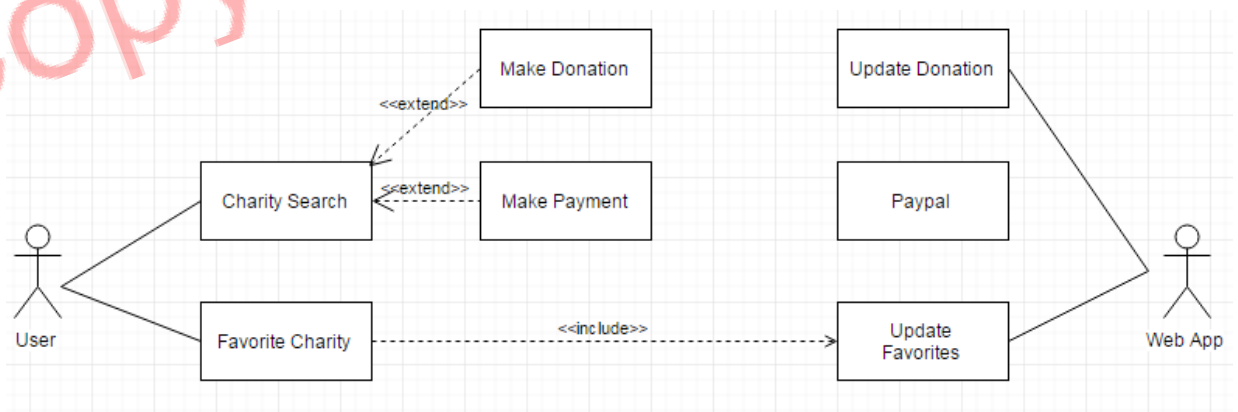 copy
Make Donation
Update Donation
<<extend>>
Charity Search
<<extend>>
Make Payment
Paypal
User
Favorite Charity
<<include>>
Update
Favorites
Web App